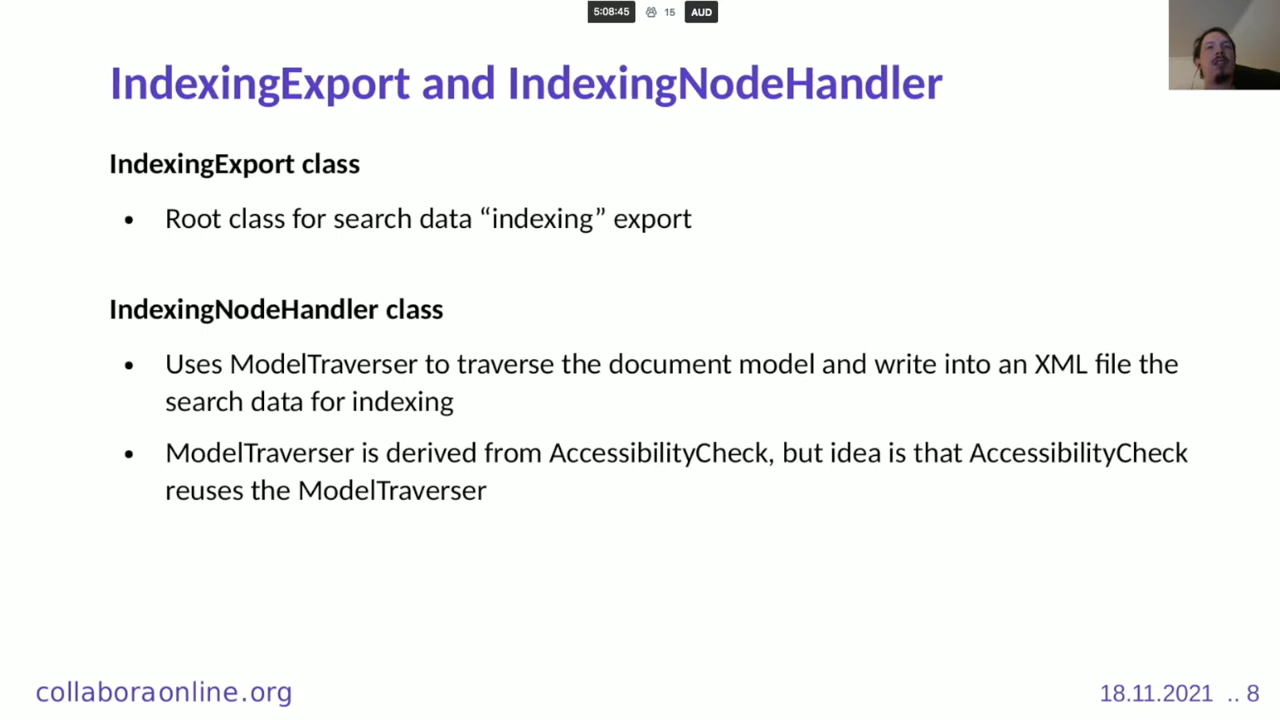 5:08:45 15 AUD
IndexingExport and IndexingNodeHandler
IndexingExport class
• Root class for search data “indexing” export
IndexingNodeHandler class
• Uses ModelTraverser to traverse the document model and write into an XML file the
search data for indexing
• ModelTraverser is derived from AccessibilityCheck, but idea is that AccessibilityCheck
reuses the ModelTraverser
collaboraonline.org 18.11.2021 .. 8